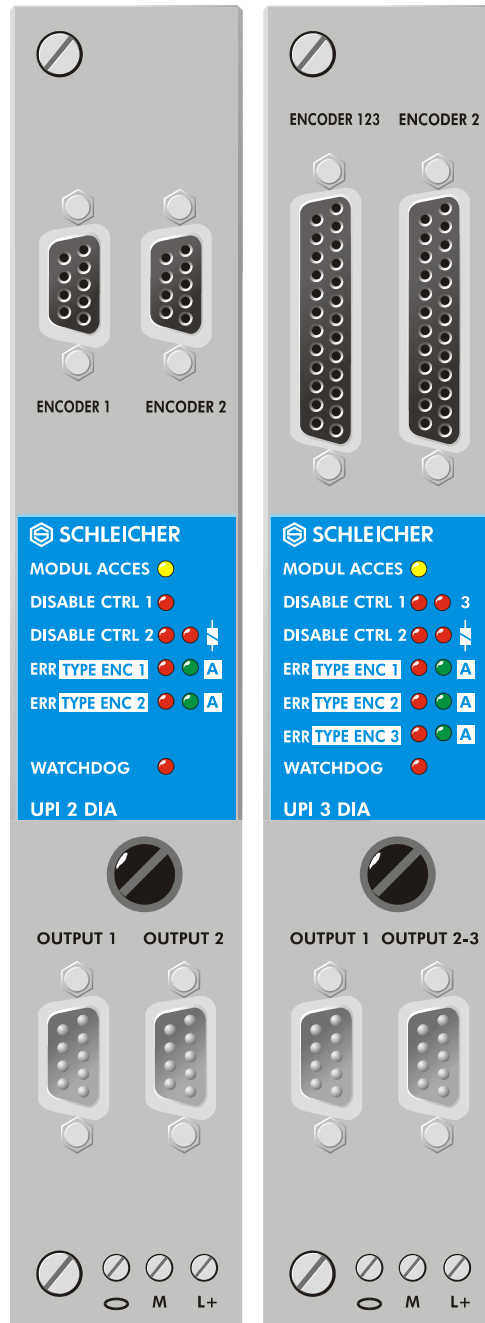 ENCODER 1 ENCODER 2
SCHLEICHER
MODUL ACCES
DISABLE CTRL 1
DISABLE CTRL 2
ERR TYPE ENC 1 A
ERR TYPE ENC 2 A
WATCHDOG
UPI 2 DIA
OUTPUT 1 OUTPUT 2
M L+
ENCODER 123 ENCODER 2
SCHLEICHER
MODUL ACCES
DISABLE CTRL 1 3
DISABLE CTRL 2
ERR TYPE ENC 1 A
ERR TYPE ENC 2 A
ERR TYPE ENC 3 A
WATCHDOG
UPI 3 DIA
OUTPUT 1 OUTPUT 2-3
M L+